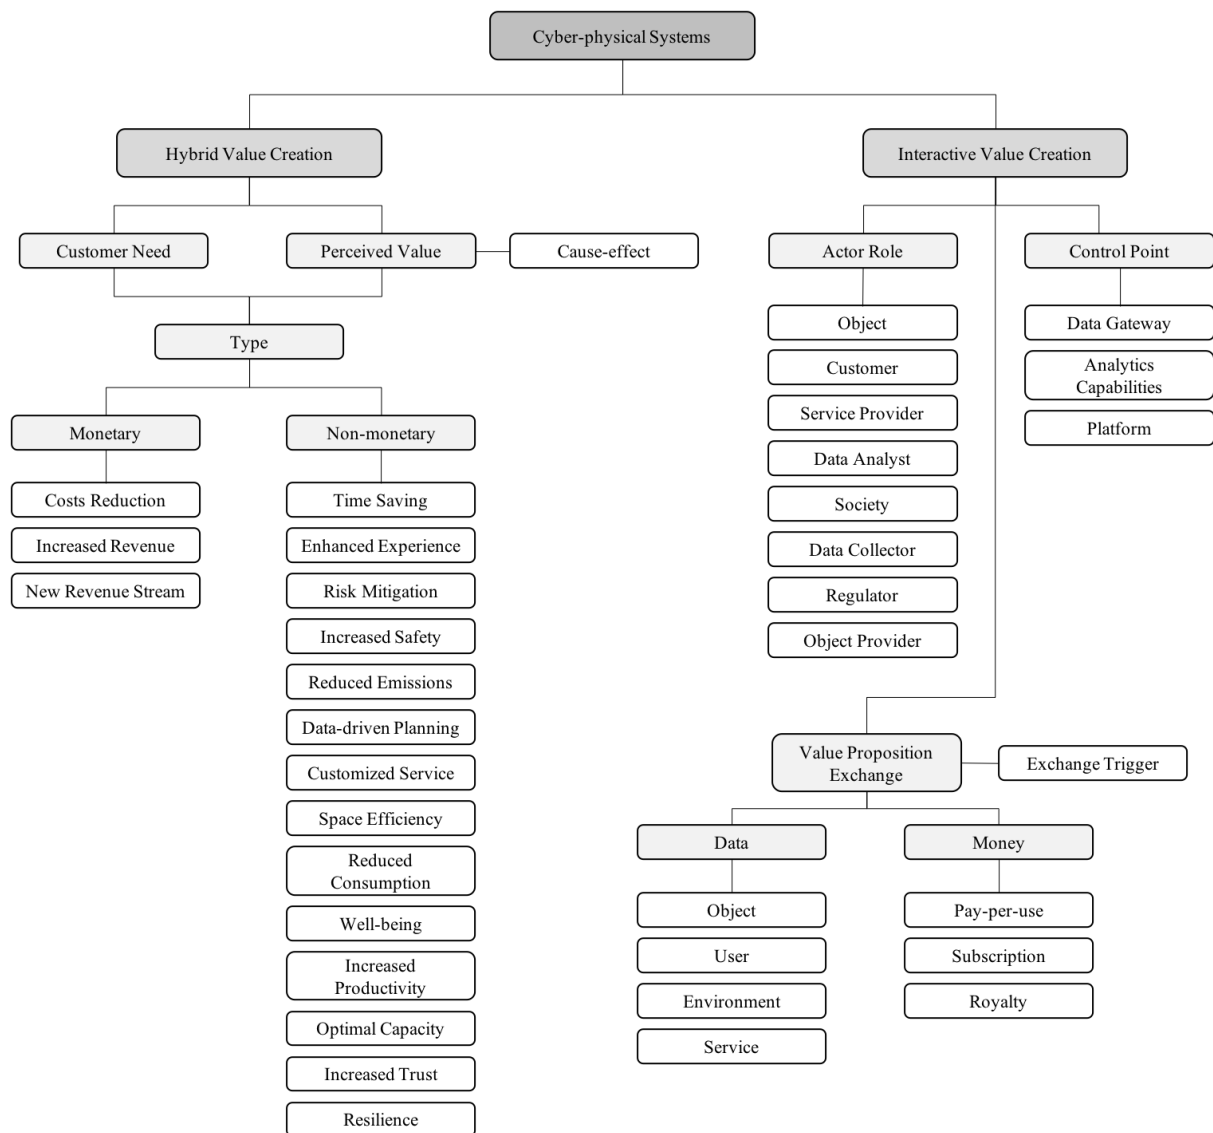 Cyber-physical Systems
Hybrid Value Creation
Interactive Value Creation
Customer Need
Perceived Value
Cause-effect
Actor Role
Control Point
Type
Object
Customer
Service Provider
Data Analyst
Society
Data Collector
Regulator
Object Provider
Data Gateway
Analytics
Capabilities
Platform
Monetary
Non-monetary
Costs Reduction
Increased Revenue
New Revenue Stream
Time Saving
Enhanced Experience
Risk Mitigation
Increased Safety
Reduced Emissions
Data-driven Planning
Customized Service
Space Efficiency
Reduced
Consumption
Well-being
Increased
Productivity
Optimal Capacity
Increased Trust
Resilience
Value Proposition
Exchange
Exchange Trigger
Data
Money
Object
User
Environment
Service
Pay-per-use
Subscription
Royalty